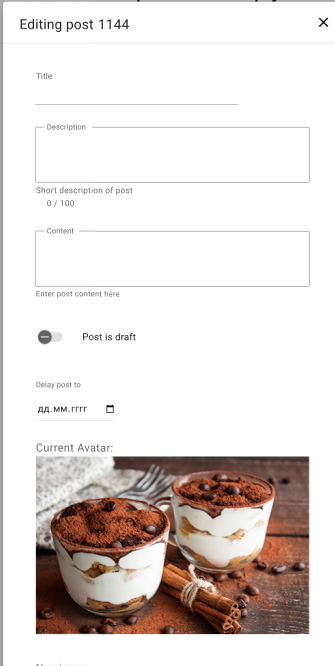 Editing post 1144
Title
Description
Short description of post
0 / 100
Content
Enter post content here
Post is draft
Delay post to
дд.мм.гггг
Current Avatar: